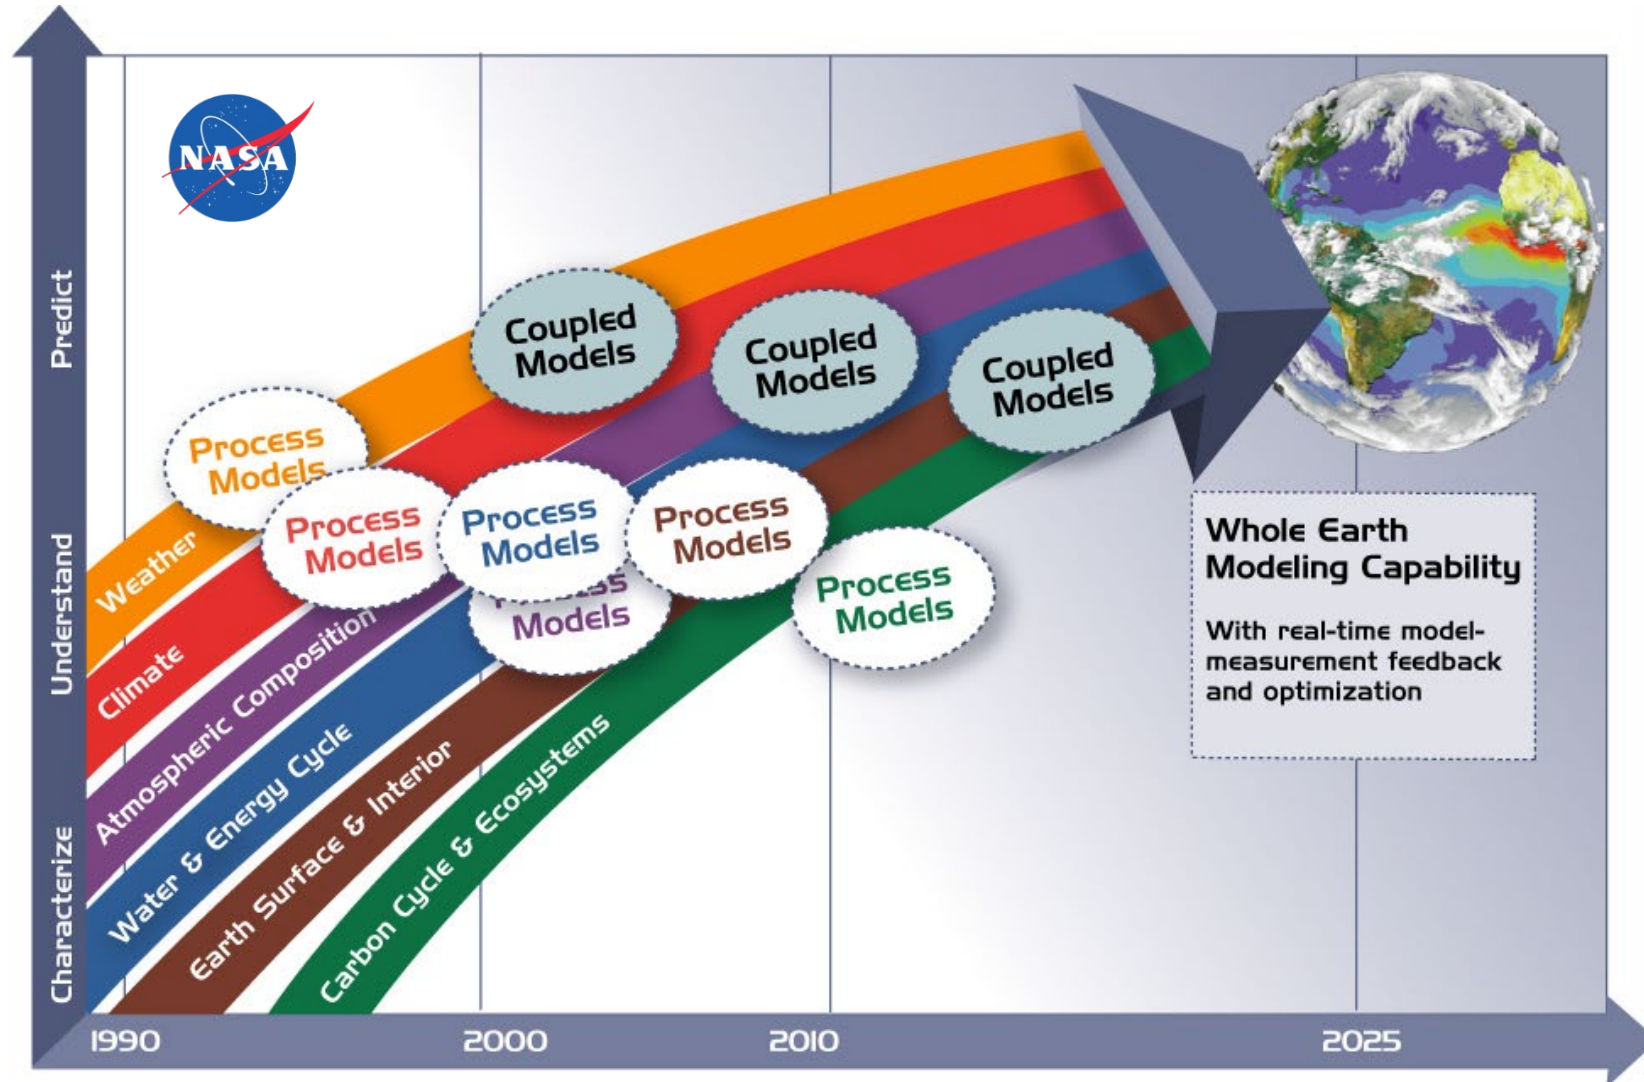 NASA
Predict
Understand
Characterize
Coupled
Models
Coupled
Models
Coupled
Models
Process
Models
Process
Models
Process
Models
Process
Models
Models
Process
Models
Weather
Climate
Atmospheric Composition
Water & Energy Cycle
Earth Surface & Interior
Carbon Cycle & Ecosystems
Whole Earth
Modeling Capability
With real-time model-
measurement feedback
and optimization
1990
2000
2010
2025